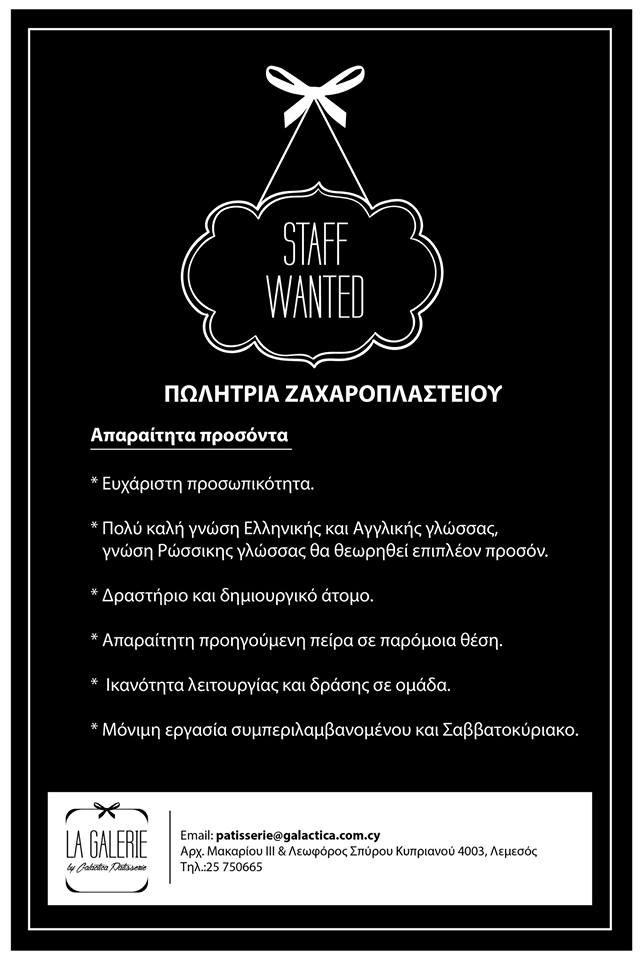 STAFF
WANTED
ΠΩΛΗΤΡΙΑ ΖΑΧΑΡΟΠΛΑΣΤΕΙΟΥ
Απαραίτητα προσόντα
* Ευχάριστη προσωπικότητα.
* Πολύ καλή γνώση Ελληνικής και Αγγλικής γλώσσας,
γνώση Ρώσσικης γλώσσας θα θεωρηθεί επιπλέον προσόν.
* Δραστήριο και δημιουργικό άτομο.
* Απαραίτητη προηγούμενη πείρα σε παρόμοια θέση.
* Ικανότητα λειτουργίας και δράσης σε ομάδα.
* Μόνιμη εργασία συμπεριλαμβανομένου και Σαββατοκύριακο.
LA GALERIE
by Galactica Patisserie
Email: patisserie@galactica.com.cy
Αρχ. Μακαρίου ΙΙΙ & Λεωφόρος Σπύρου Κυπριανού 4003, Λεμεσός
Τηλ.:25 750665